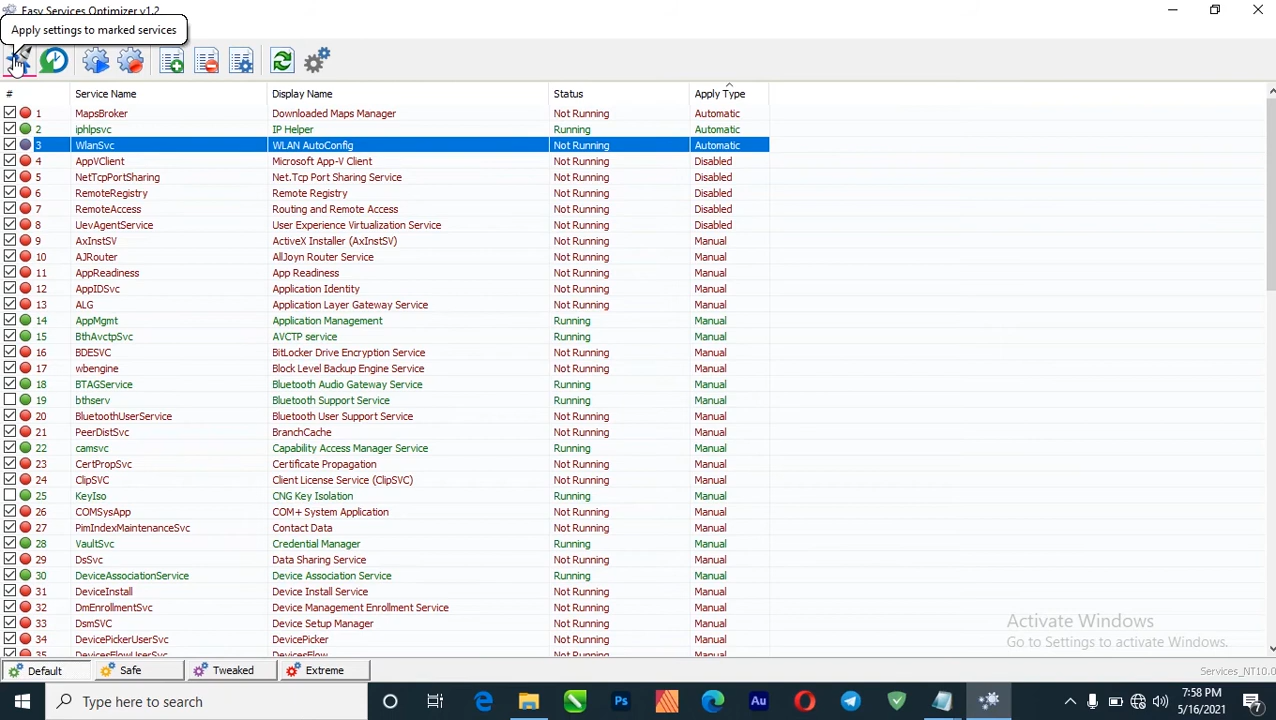 Easy Services Optimizer v1.2
Apply settings to marked services
# Service Name Display Name Status Apply Type
1 MapsBroker Downloaded Maps Manager Not Running Automatic
2 iphlpsvc IP Helper Running Automatic
3 WlanSvc WLAN AutoConfig Not Running Automatic
4 AppVClient Microsoft App-V Client Not Running Disabled
5 NetTcpPortSharing Net.Tcp Port Sharing Service Not Running Disabled
6 RemoteRegistry Remote Registry Not Running Disabled
7 RemoteAccess Routing and Remote Access Not Running Disabled
8 UevAgentService User Experience Virtualization Service Not Running Disabled
9 AxInstSV ActiveX Installer (AxInstSV) Not Running Manual
10 AJRouter AllJoyn Router Service Not Running Manual
11 AppReadiness App Readiness Not Running Manual
12 AppIDSvc Application Identity Not Running Manual
13 ALG Application Layer Gateway Service Not Running Manual
14 AppMgmt Application Management Running Manual
15 BthAvctpSvc AVCTP service Running Manual
16 BDESVC BitLocker Drive Encryption Service Not Running Manual
17 wbengine Block Level Backup Engine Service Not Running Manual
18 BTAGService Bluetooth Audio Gateway Service Running Manual
19 bthserv Bluetooth Support Service Running Manual
20 BluetoothUserService Bluetooth User Support Service Not Running Manual
21 PeerDistSvc BranchCache Not Running Manual
22 camsvc Capability Access Manager Service Running Manual
23 CertPropSvc Certificate Propagation Not Running Manual
24 ClipSVC Client License Service (ClipSVC) Not Running Manual
25 KeyIso CNG Key Isolation Running Manual
26 COMSysApp COM+ System Application Not Running Manual
27 PimIndexMaintenanceSvc Contact Data Not Running Manual
28 VaultSvc Credential Manager Running Manual
29 DsSvc Data Sharing Service Not Running Manual
30 DeviceAssociationService Device Association Service Running Manual
31 DeviceInstall Device Install Service Not Running Manual
32 DmEnrollmentSvc Device Management Enrollment Service Not Running Manual
33 DsmSVC Device Setup Manager Not Running Manual
34 DevicePickerUserSvc DevicePicker Not Running Manual
35 DevicesFlowUserSvc DevicesFlow Not Running Manual
Activate Windows
Go to Settings to activate Windows.
Default Safe Tweaked Extreme Services_NT10.0
Type here to search
Ps Au
7:58 PM
5/16/2021
7